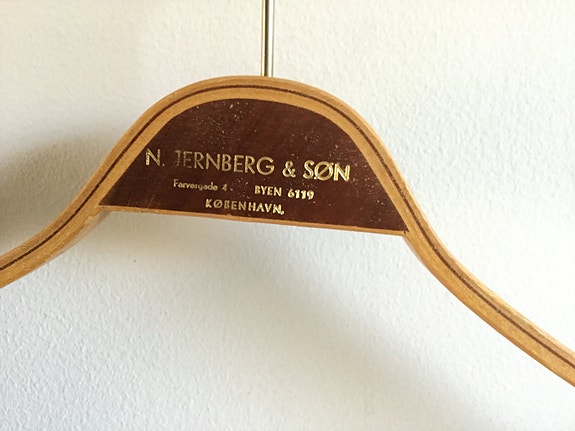 N. JERNBERG & SØN
Farvergade 4 BYEN 6119
KØBENHAVN,